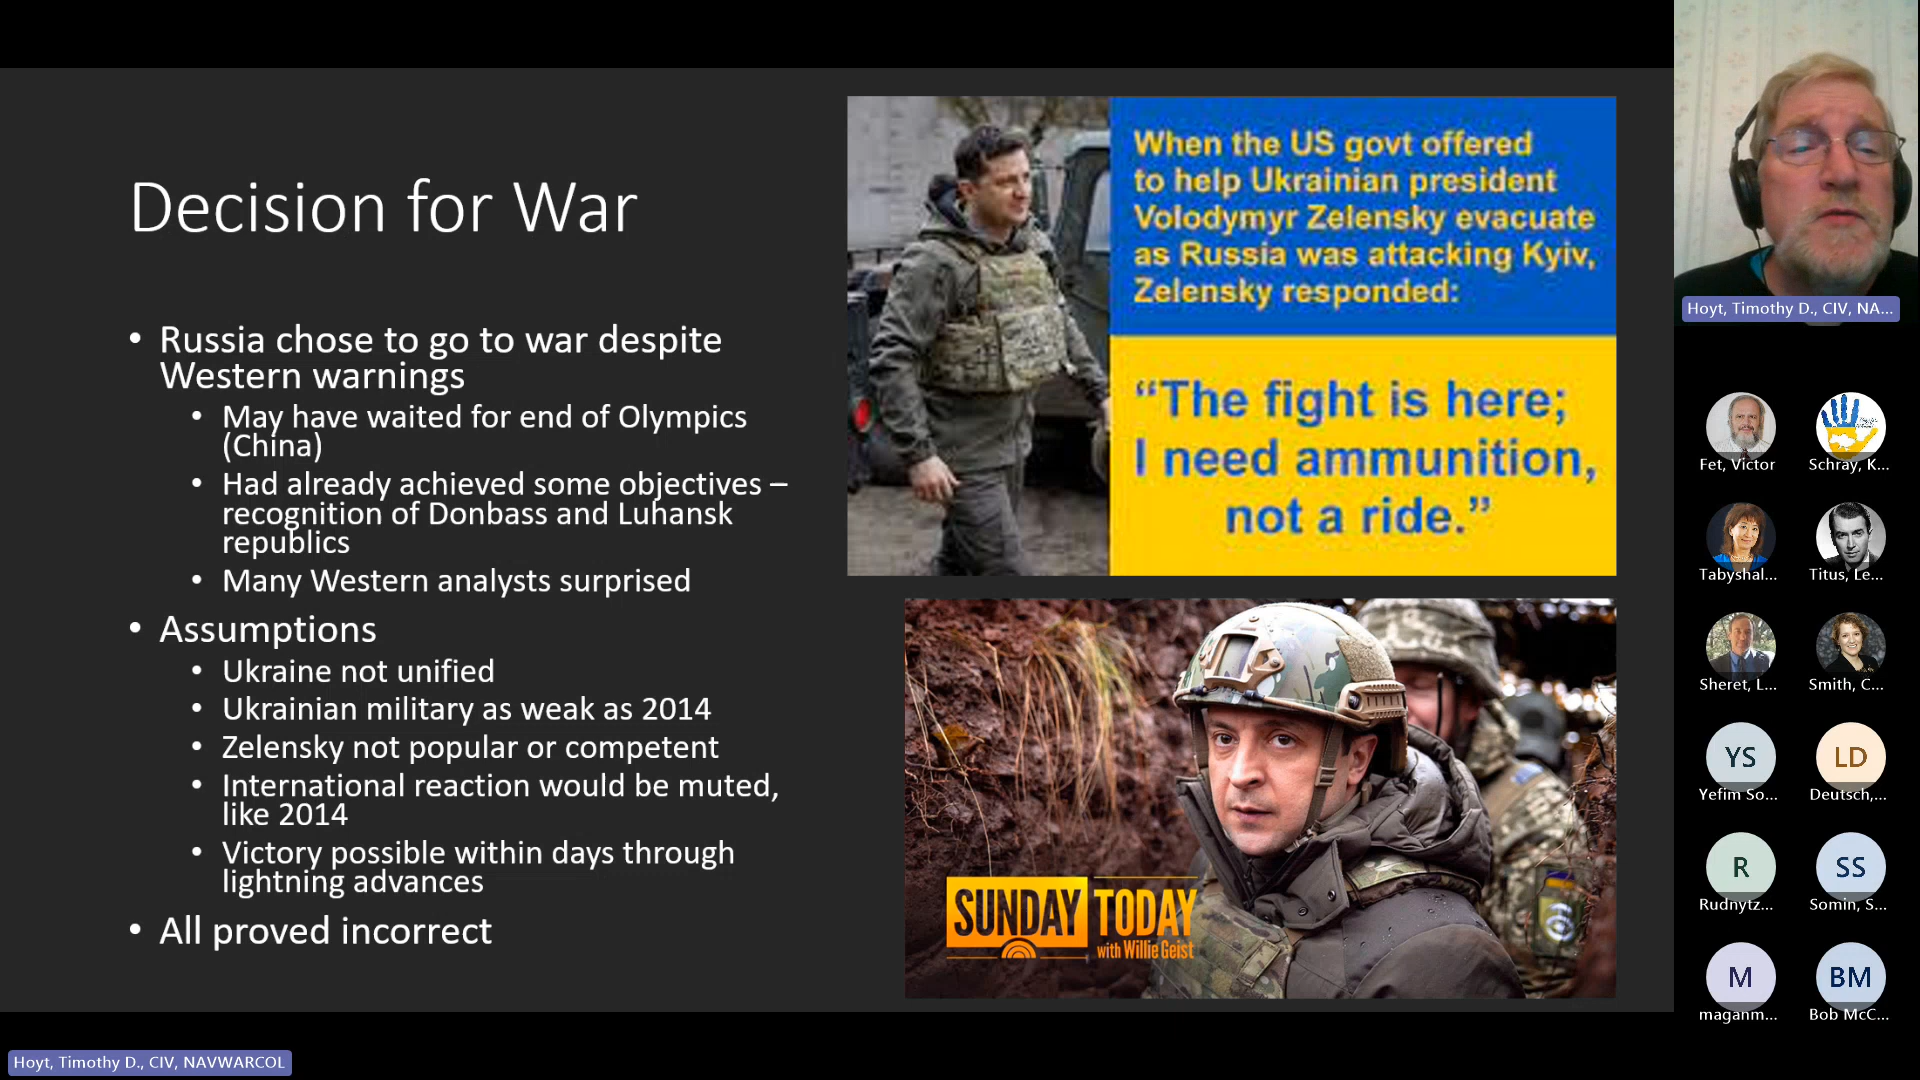 Decision for War
• Russia chose to go to war despite
Western warnings
• May have waited for end of Olympics
(China)
• Had already achieved some objectives –
recognition of Donbass and Luhansk
republics
• Many Western analysts surprised
• Assumptions
• Ukraine not unified
• Ukrainian military as weak as 2014
• Zelensky not popular or competent
• International reaction would be muted,
like 2014
• Victory possible within days through
lightning advances
• All proved incorrect
When the US govt offered
to help Ukrainian president
Volodymyr Zelensky evacuate
as Russia was attacking Kyiv,
Zelensky responded:
“The fight is here;
I need ammunition,
not a ride.”
SUNDAY TODAY
with Willie Geist
Hoyt, Timothy D., CIV, NA...
Fet, Victor
Schray, K...
Tabyshal...
Titus, Le...
Sheret, L...
Smith, C...
YS
Yefim So...
LD
Deutsch,...
R
Rudnytz...
SS
Somin, S...
M
maganm...
BM
Bob McC...
Hoyt, Timothy D., CIV, NAVWARCOL